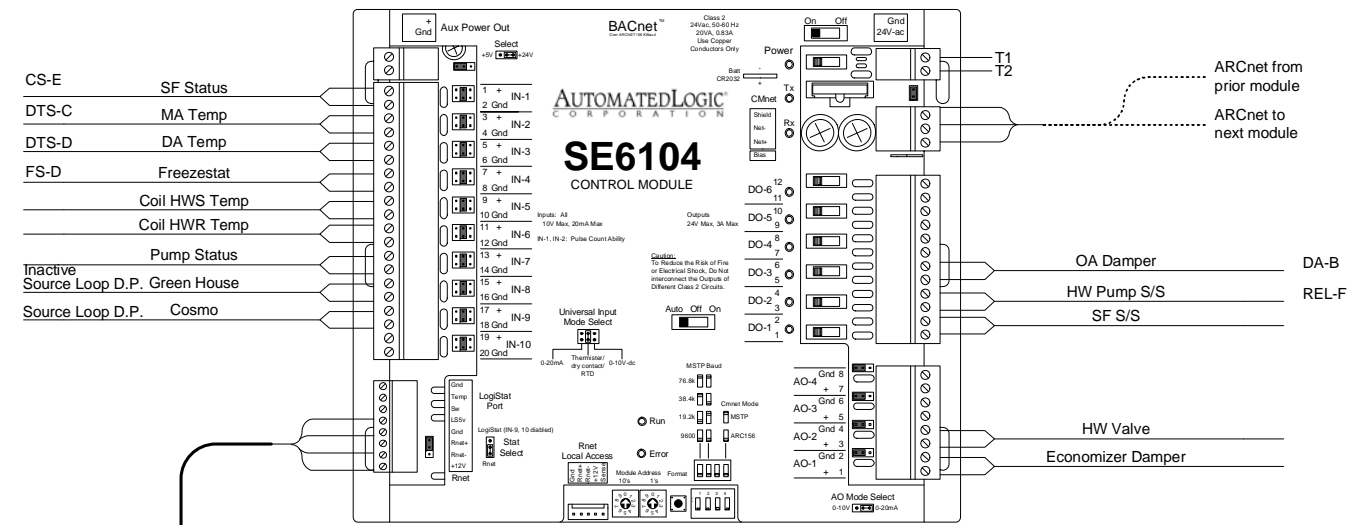 +
Gnd
Aux Power Out
Select
+5V
+24V
BACnet™
Class 2
24Vac, 50-60 Hz
20VA, 0.83A
Use Copper
Conductors Only
On Off
Gnd
24V-ac
Power
Batt
CR2032
-
+
Tx
CMnet
Rx
Shield
Net-
Net+
Bias
T1
T2
ARCnet from
prior module
ARCnet to
next module
AUTOMATEDLOGIC®
CORPORATION
SE6104
CONTROL MODULE
CS-E SF Status
DTS-C MA Temp
DTS-D DA Temp
FS-D Freezestat
Coil HWS Temp
Coil HWR Temp
Pump Status
Inactive
Source Loop D.P. Green House
Source Loop D.P. Cosmo
1 + IN-1
2 Gnd
3 + IN-2
4 Gnd
5 + IN-3
6 Gnd
7 + IN-4
8 Gnd
9 + IN-5
10 Gnd
11 + IN-6
12 Gnd
13 + IN-7
14 Gnd
15 + IN-8
16 Gnd
17 + IN-9
18 Gnd
19 + IN-10
20 Gnd
Inputs: All
10V Max, 20mA Max
IN-1, IN-2: Pulse Count Ability
Outputs
24V Max, 3A Max
Caution:
To Reduce the Risk of Fire
or Electrical Shock, Do Not
interconnect the Outputs of
Different Class 2 Circuits.
Universal Input
Mode Select
0-20mA
Thermister/
dry contact/
RTD
0-10V-dc
Auto Off On
DO-6 12
11
DO-5 10
9
DO-4 8
7
DO-3 6
5
DO-2 4
3
DO-1 2
1
OA Damper DA-B
HW Pump S/S REL-F
SF S/S
Gnd
Temp
Sw
LS5v
Gnd
Rnet+
Rnet-
+12V
Rnet
LogiStat
Port
LogiStat (IN-9, 10 disabled)
Stat
Select
Rnet
Rnet
Local Access
Gnd
Rnet+
Rnet-
+12V
Sense
Run
Error
MSTP Baud
76.8k
38.4k
19.2k
9600
Cmnet Mode
MSTP
ARC156
Module Address
10's 1's
Format
1 2 3 4
AO-4 Gnd 8
+ 7
AO-3 Gnd 6
+ 5
AO-2 Gnd 4
+ 3
AO-1 Gnd 2
+ 1
HW Valve
Economizer Damper
AO Mode Select
0-10V
0-20mA